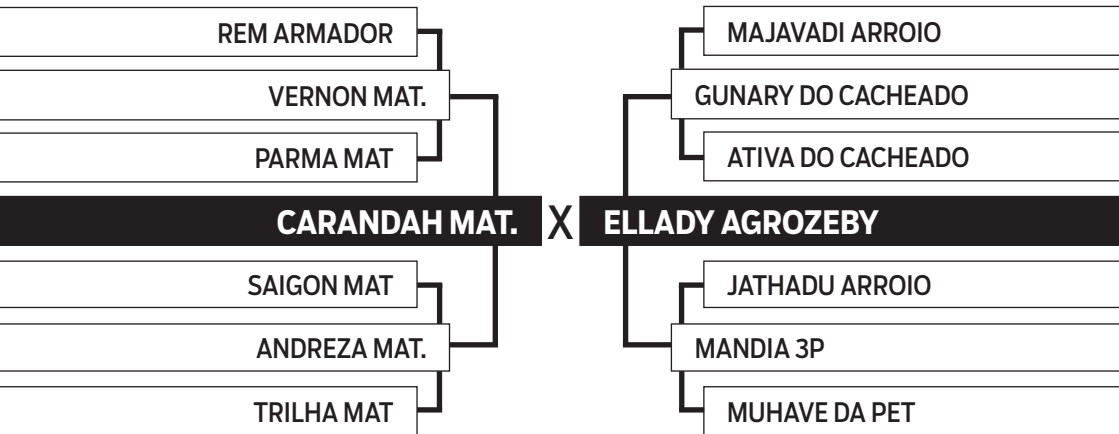 REM ARMADOR
VERNON MAT.
PARMA MAT
CARANDAH MAT.
SAIGON MAT
ANDREZA MAT.
TRILHA MAT
X
MAJAVADI ARROIO
GUNARY DO CACHEADO
ATIVA DO CACHEADO
ELLADY AGROZEBY
JATHADU ARROIO
MANDIA 3P
MUHAVE DA PET